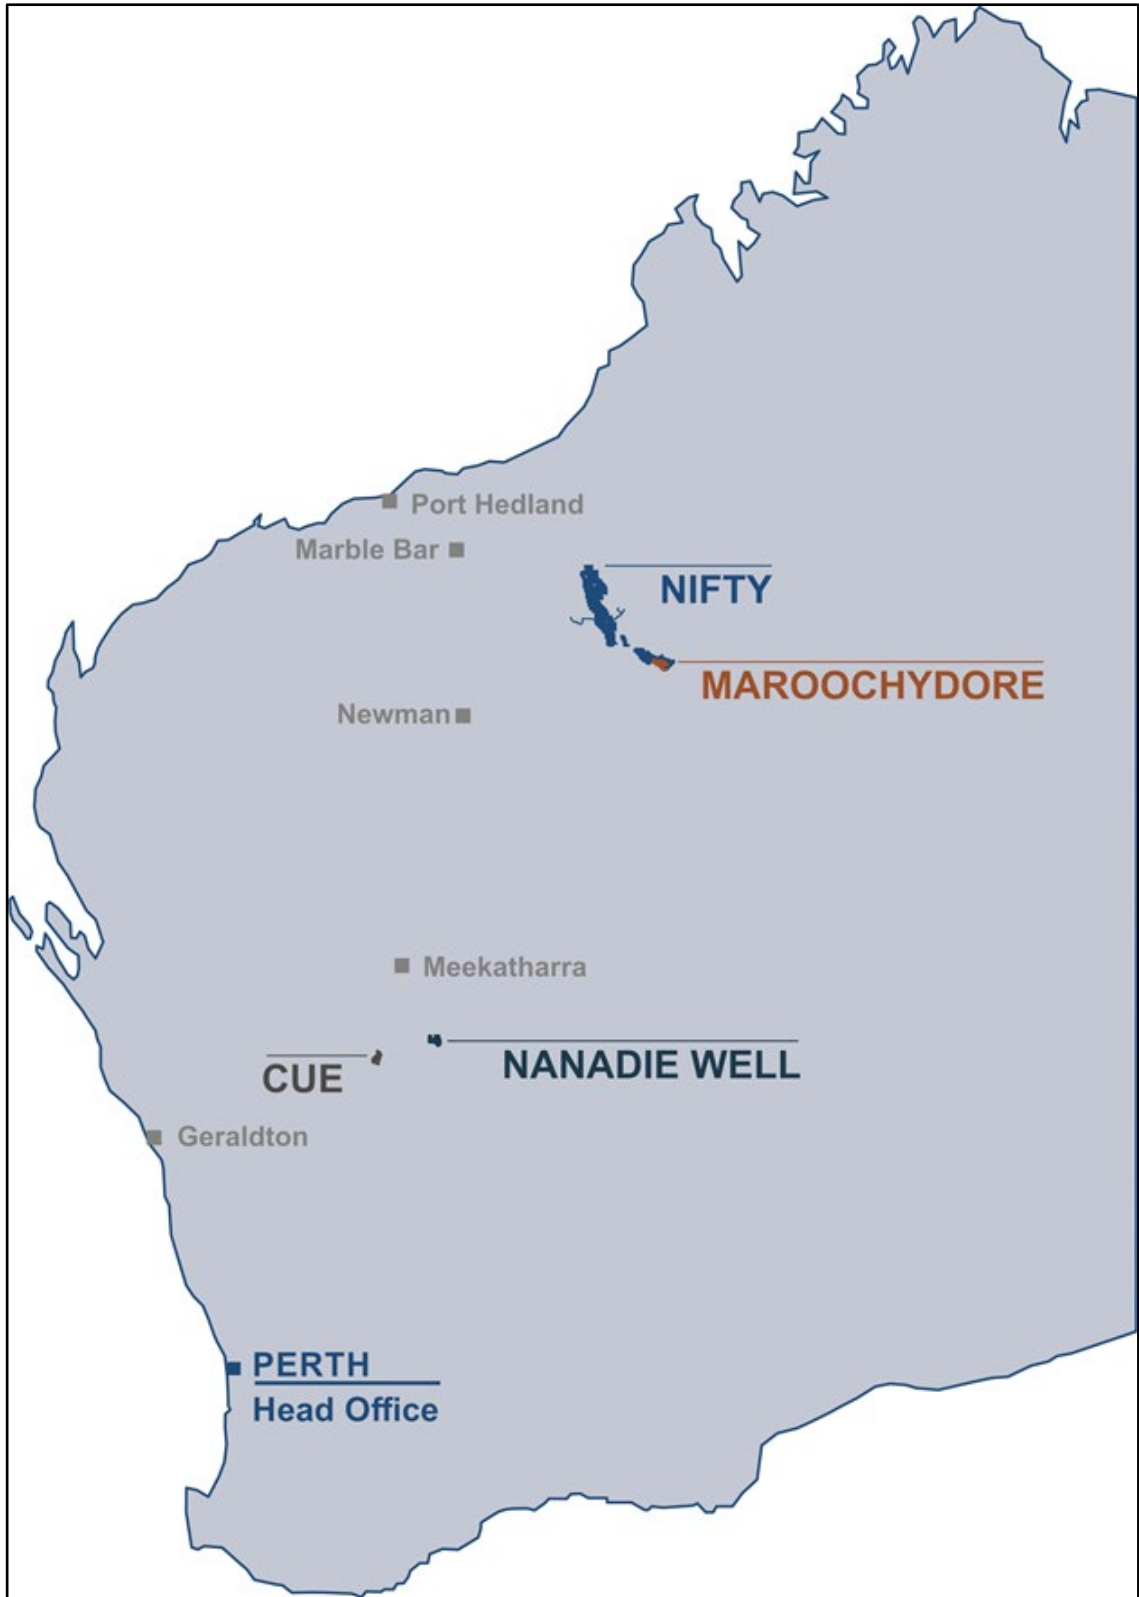 Port Hedland
Marble Bar
NIFTY
MAROOCHYDORE
Newman
Meekatharra
CUE
NANADIE WELL
Geraldton
PERTH
Head Office